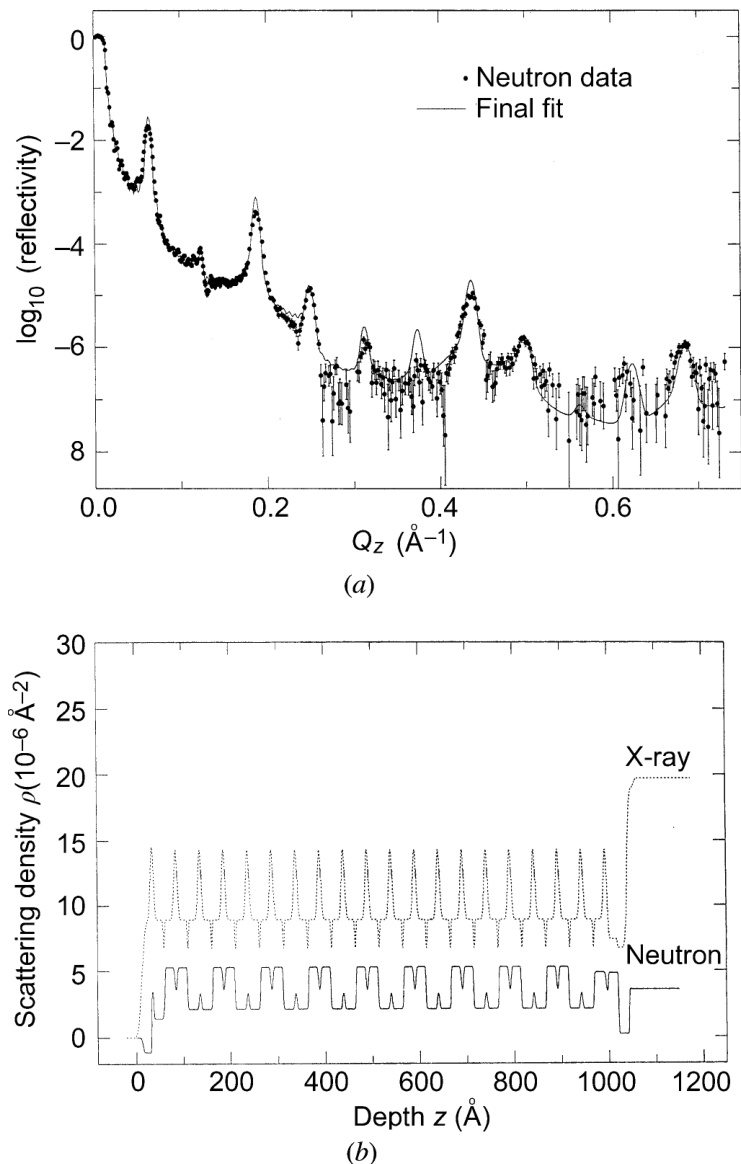 0
−2
−4
−6
8
log10 (reflectivity)
Neutron data
Final fit
0.0
0.2
0.4
0.6
Qz (Å−1)
(a)
30
25
20
15
10
5
0
Scattering density ρ(10−6 Å−2)
X-ray
Neutron
0
200
400
600
800
1000
1200
Depth z (Å)
(b)